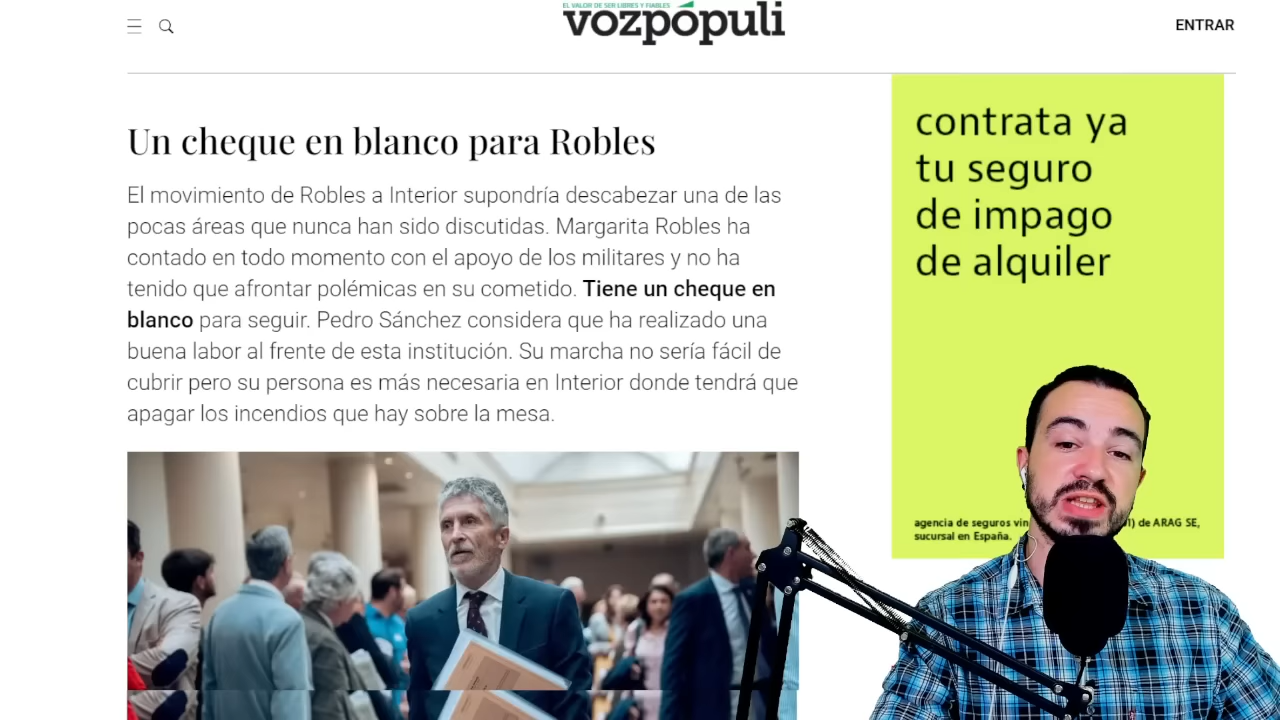 EL VALOR DE SER LIBRES Y FIABLES
vozpópuli
ENTRAR
Un cheque en blanco para Robles
El movimiento de Robles a Interior supondría descabezar una de las
pocas áreas que nunca han sido discutidas. Margarita Robles ha
contado en todo momento con el apoyo de los militares y no ha
tenido que afrontar polémicas en su cometido. Tiene un cheque en
blanco para seguir. Pedro Sánchez considera que ha realizado una
buena labor al frente de esta institución. Su marcha no sería fácil de
cubrir pero su persona es más necesaria en Interior donde tendrá que
apagar los incendios que hay sobre la mesa.
contrata ya
tu seguro
de impago
de alquiler
agencia de seguros vin) de ARAG SE,
sucursal en España.